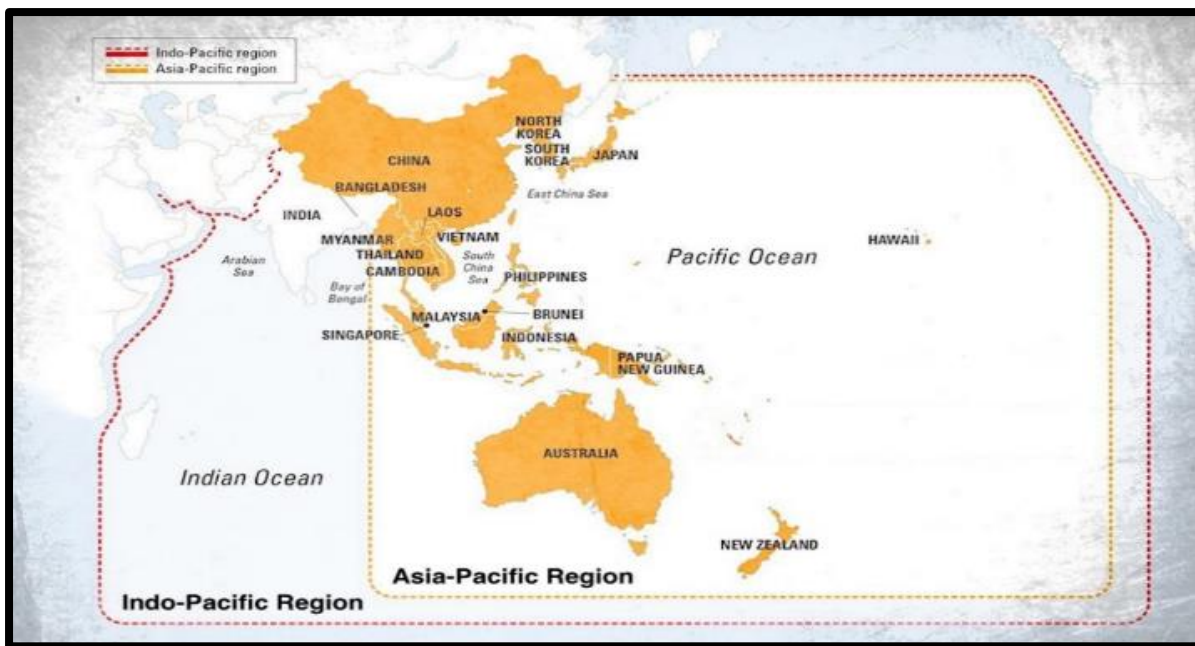 Indo-Pacific region
Asia-Pacific region
NORTH
KOREA
SOUTH
KOREA
JAPAN
CHINA
BANGLADESH
East China Sea
INDIA
LAOS
MYANMAR
VIETNAM
THAILAND
CAMBODIA
Arabian
Sea
South
China
Sea
Bay of
Bengal
PHILIPPINES
Pacific Ocean
HAWAII
MALAYSIA
BRUNEI
SINGAPORE
INDONESIA
PAPUA
NEW GUINEA
AUSTRALIA
Indian Ocean
NEW ZEALAND
Asia-Pacific Region
Indo-Pacific Region